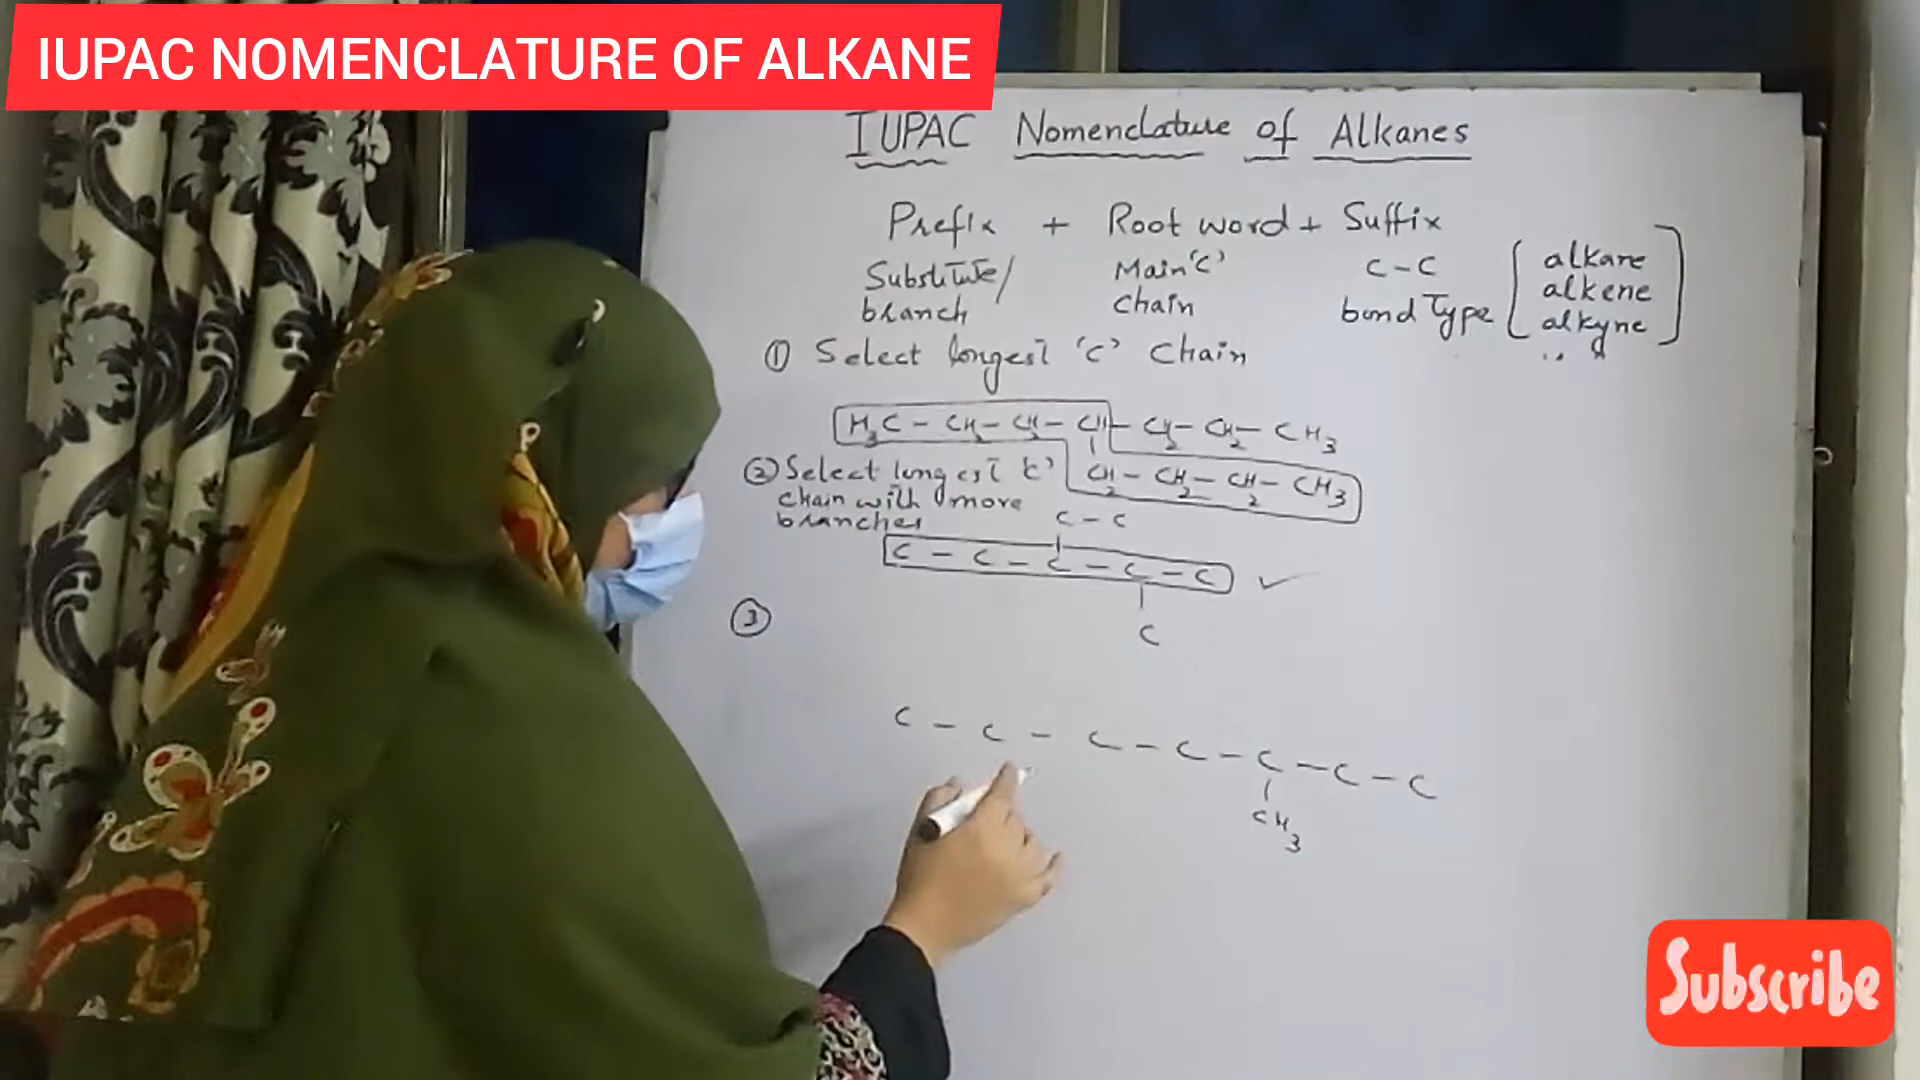 IUPAC NOMENCLATURE OF ALKANE
IUPAC Nomenclature of Alkanes
Prefix + Root word + Suffix
Substitute/ Main 'C' C-C [alkane
branch chain bond Type alkene
alkyne]
① Select longest 'C' Chain
H3C - CH2 - CH2 - CH - CH2 - CH2 - CH3
② Select longest 'C' CH2 - CH2 - CH2 - CH3
chain with more
branches C - C
C - C - C - C - C ✓
③ C
C - C - C - C - C - C - C
CH3
Subscribe